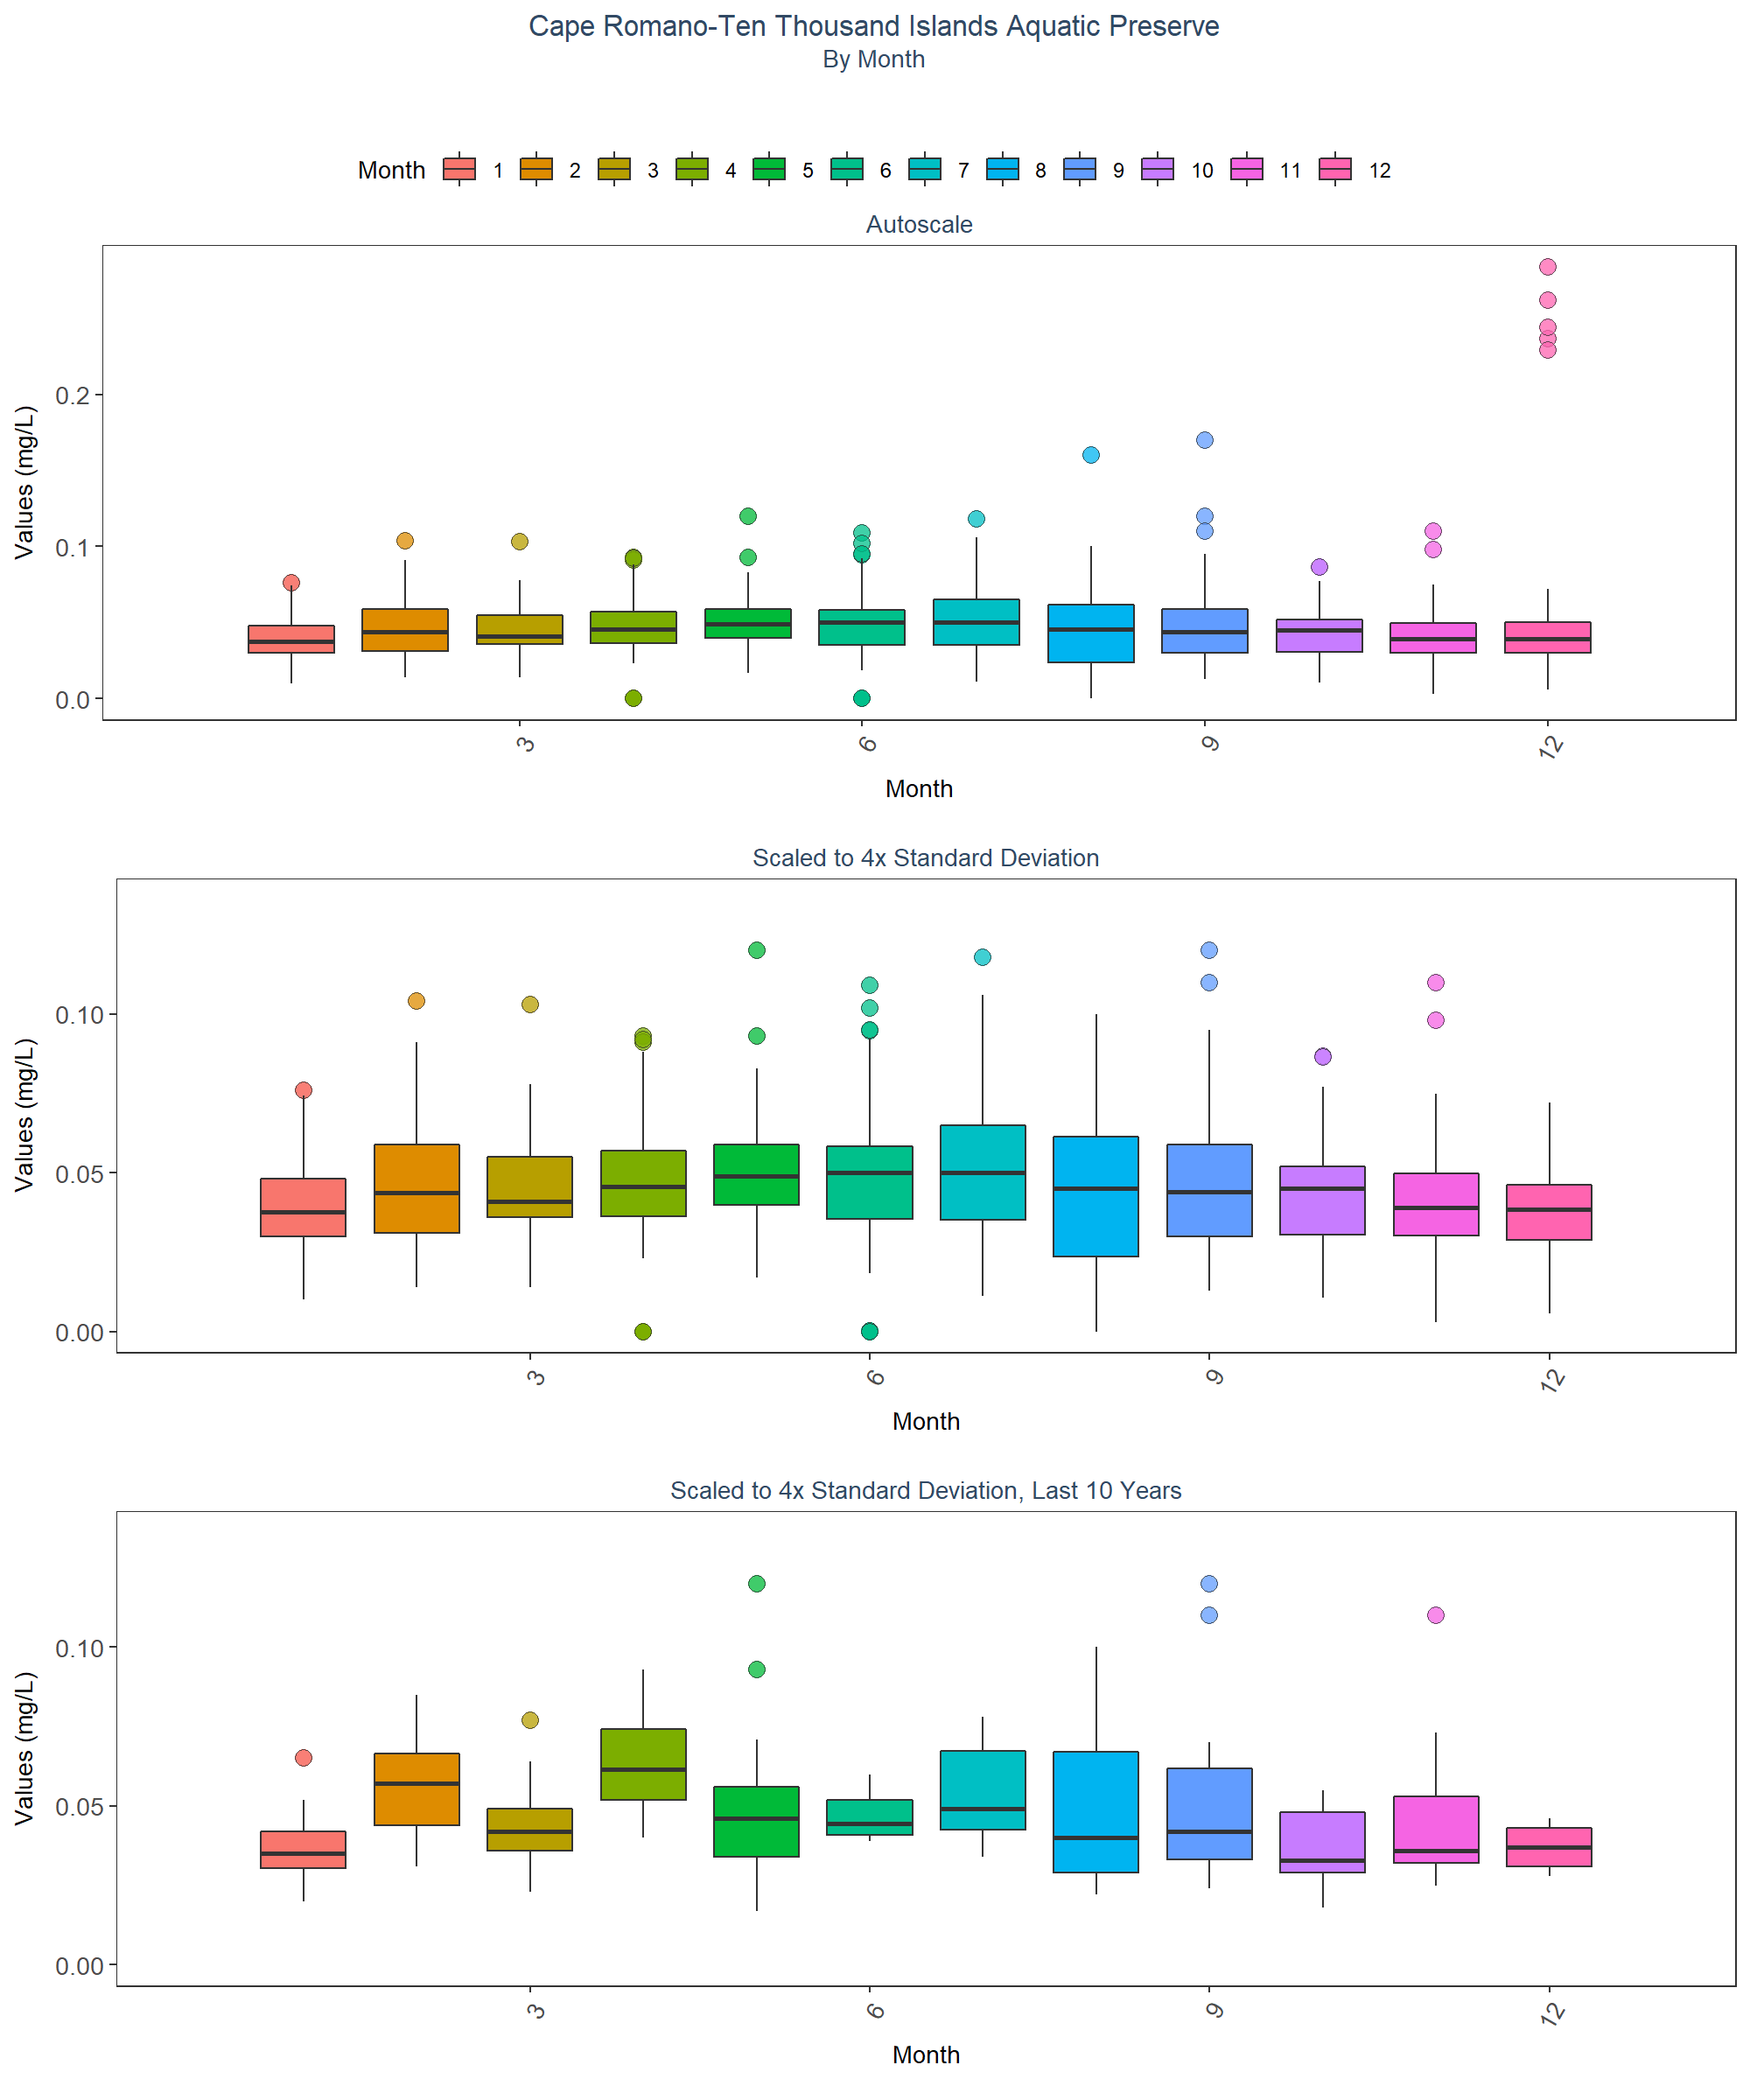 Cape Romano-Ten Thousand Islands Aquatic Preserve
By Month
Month 1 2 3 4 5 6 7 8 9 10 11 12
Autoscale
Values (mg/L)
0.2
0.1
0.0
3 6 9 12
Month
Scaled to 4x Standard Deviation
Values (mg/L)
0.10
0.05
0.00
3 6 9 12
Month
Scaled to 4x Standard Deviation, Last 10 Years
Values (mg/L)
0.10
0.05
0.00
3 6 9 12
Month